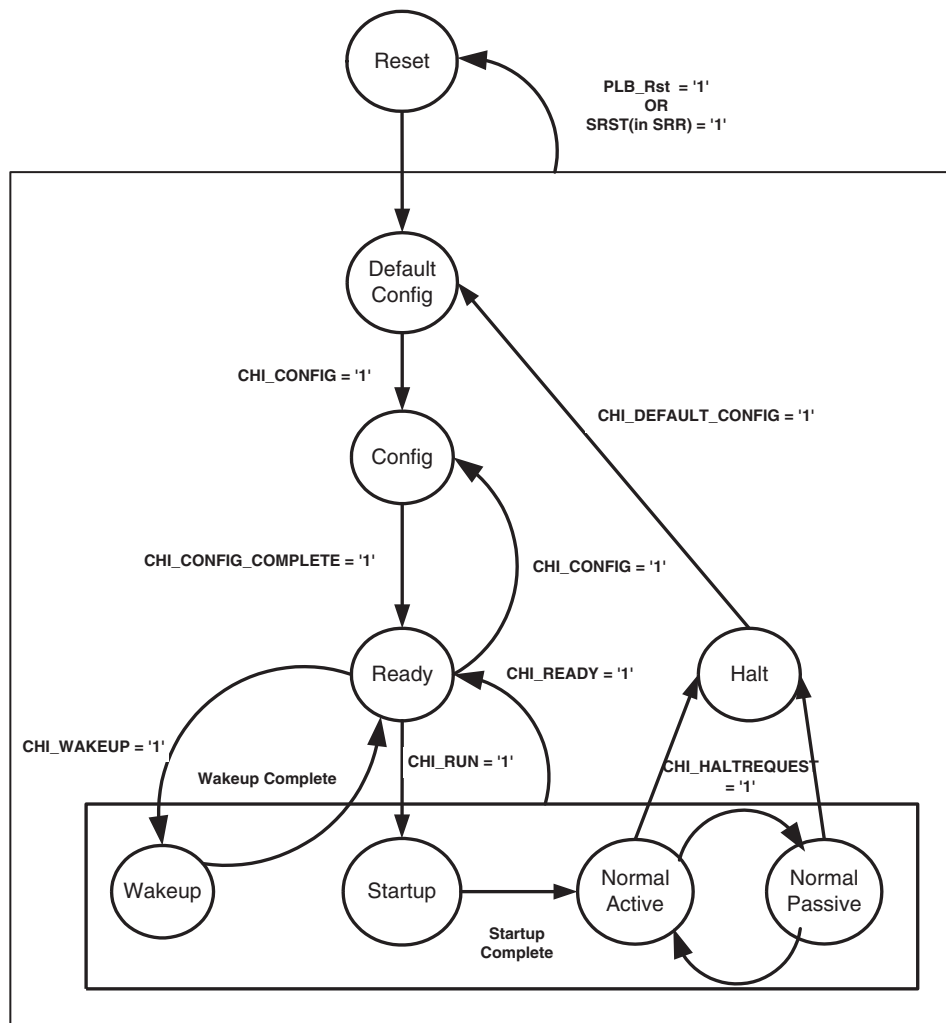 Reset
PLB_Rst = '1'
OR
SRST(in SRR) = '1'
Default
Config
CHI_CONFIG = '1'
CHI_DEFAULT_CONFIG = '1'
Config
CHI_CONFIG_COMPLETE = '1'
CHI_CONFIG = '1'
Ready
CHI_READY = '1'
Halt
CHI_WAKEUP = '1'
Wakeup Complete
CHI_RUN = '1'
CHI_HALTREQUEST
= '1'
Wakeup
Startup
Normal
Active
Normal
Passive
Startup
Complete